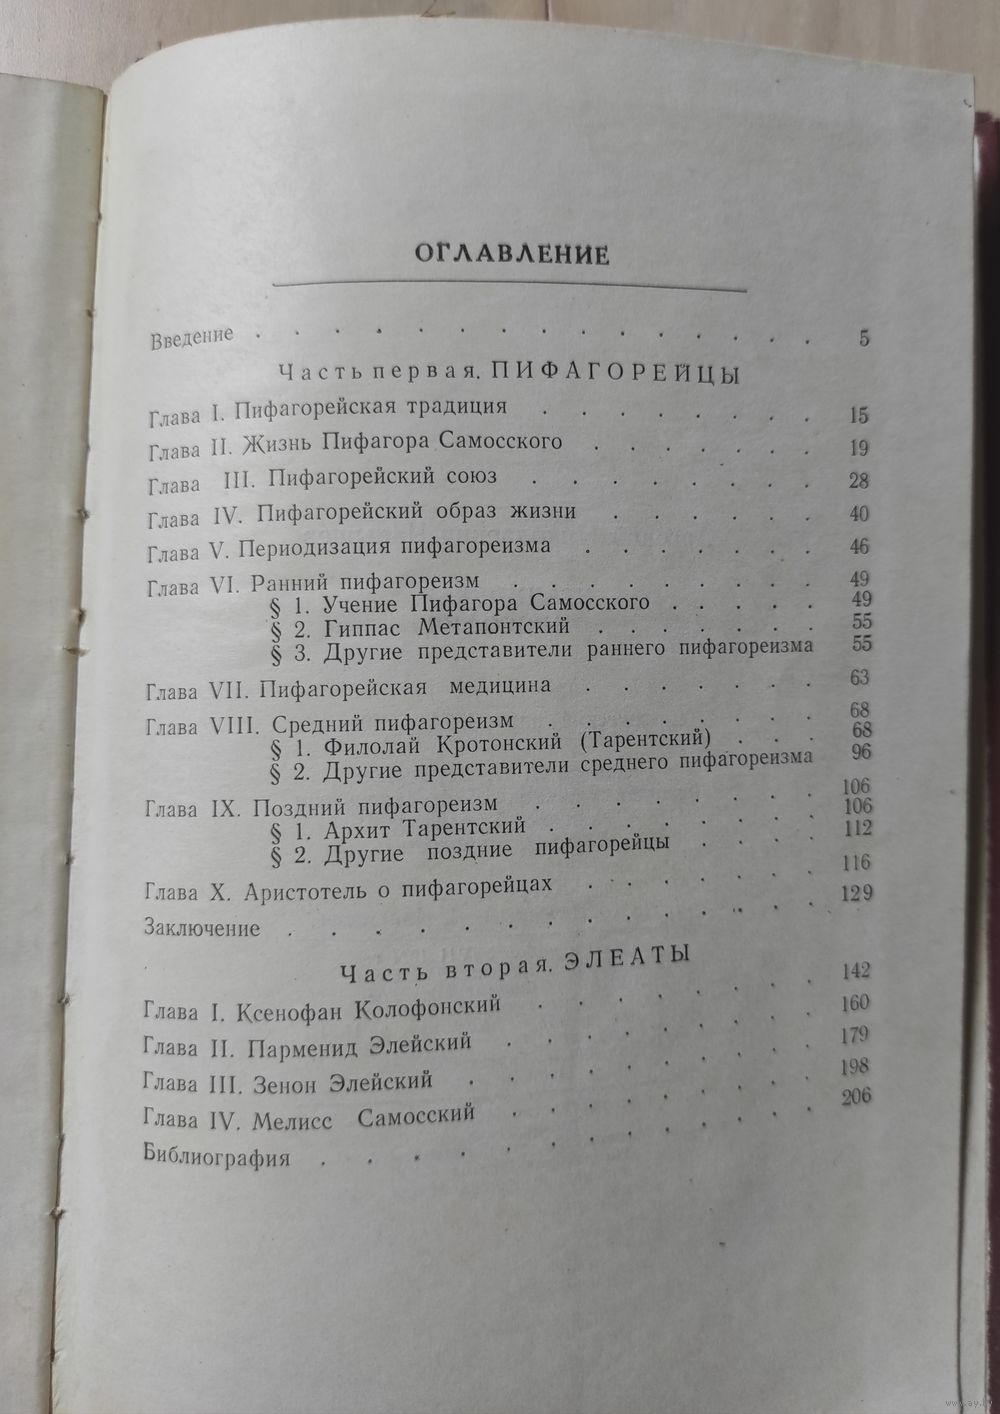 ОГЛАВЛЕНИЕ
Введение . . . . . . . . . . . . . . . 5
Часть первая. ПИФАГОРЕЙЦЫ
Глава I. Пифагорейская традиция . . . . . . . . 15
Глава II. Жизнь Пифагора Самосского . . . . . . 19
Глава III. Пифагорейский союз . . . . . . . . 28
Глава IV. Пифагорейский образ жизни . . . . . . 40
Глава V. Периодизация пифагореизма . . . . . . . 46
Глава VI. Ранний пифагореизм . . . . . . . . . 49
§ 1. Учение Пифагора Самосского . . . . . 49
§ 2. Гиппас Метапонтский . . . . . . . 55
§ 3. Другие представители раннего пифагореизма 55
Глава VII. Пифагорейская медицина . . . . . . . 63
Глава VIII. Средний пифагореизм . . . . . . . . 68
§ 1. Филолай Кротонский (Тарентский) . . . 68
§ 2. Другие представители среднего пифагореизма 96
Глава IX. Поздний пифагореизм . . . . . . . . 106
§ 1. Архит Тарентский . . . . . . . . 106
§ 2. Другие поздние пифагорейцы . . . . 112
Глава X. Аристотель о пифагорейцах . . . . . . . 116
Заключение . . . . . . . . . . . . . 129
Часть вторая. ЭЛЕАТЫ
Глава I. Ксенофан Колофонский . . . . . . . . 142
Глава II. Парменид Элейский . . . . . . . . . 160
Глава III. Зенон Элейский . . . . . . . . . 179
Глава IV. Мелисс Самосский . . . . . . . . . 198
Библиография . . . . . . . . . . . . 206
www.ay.by